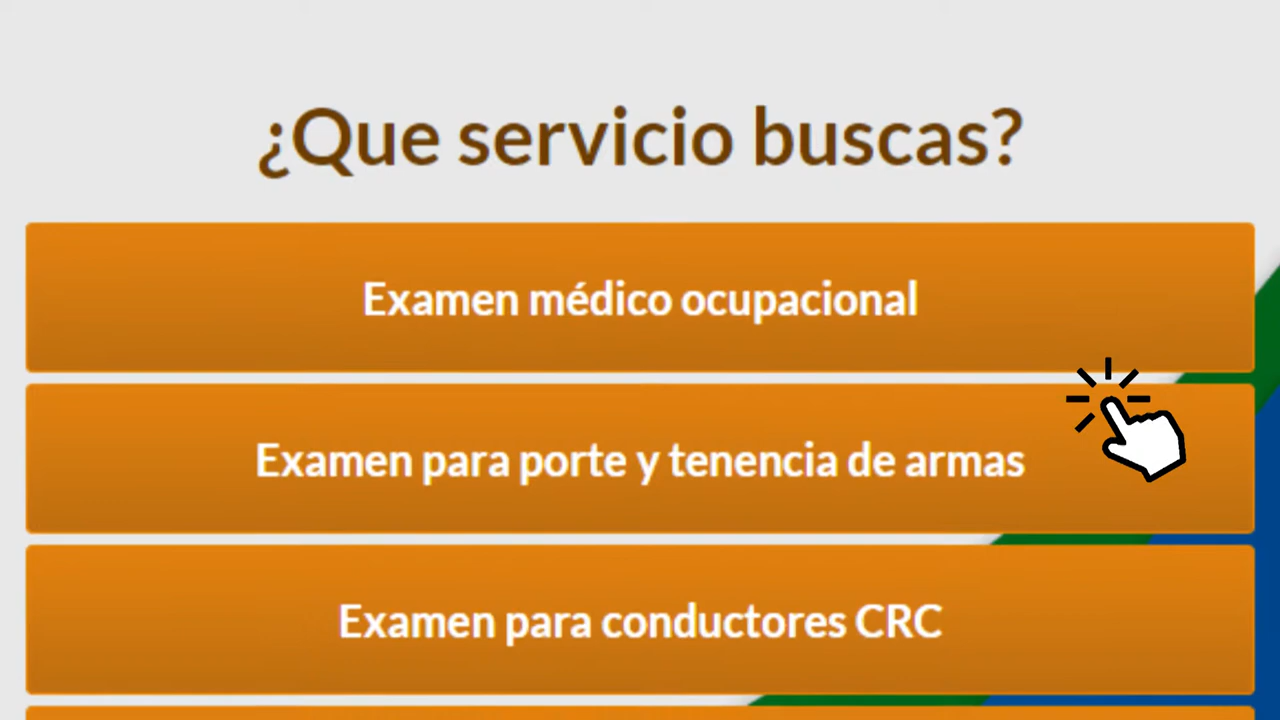 ¿Que servicio buscas?
Examen médico ocupacional
Examen para porte y tenencia de armas
Examen para conductores CRC